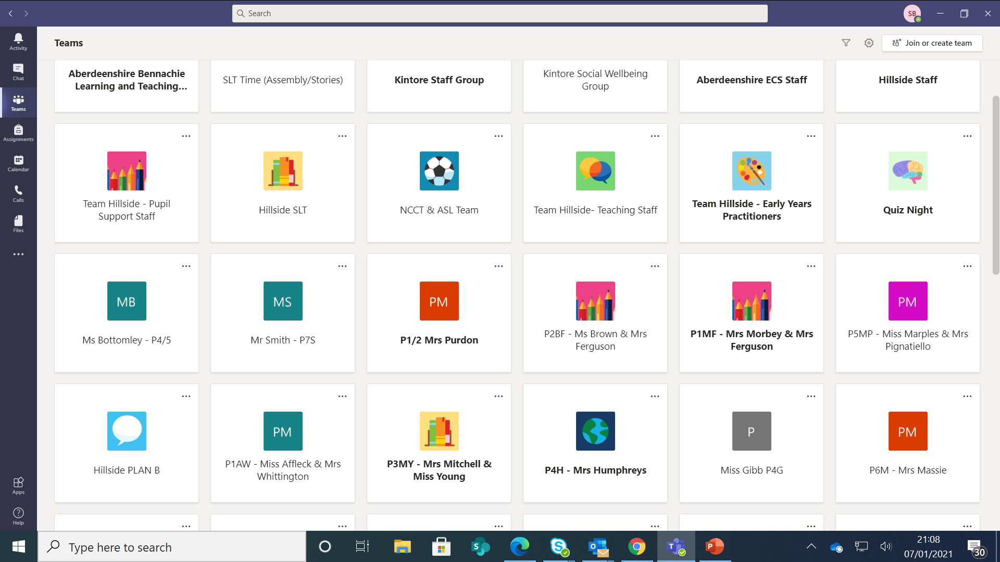 Search
SB
Activity
Chat
Teams
Assignments
Calendar
Calls
Files
Apps
Help
Teams
Join or create team
Aberdeenshire Bennachie
Learning and Teaching...
SLT Time (Assembly/Stories)
Kintore Staff Group
Kintore Social Wellbeing
Group
Aberdeenshire ECS Staff
Hillside Staff
Team Hillside - Pupil
Support Staff
Hillside SLT
NCCT & ASL Team
Team Hillside- Teaching Staff
Team Hillside - Early Years
Practitioners
Quiz Night
MB
Ms Bottomley - P4/5
MS
Mr Smith - P7S
PM
P1/2 Mrs Purdon
P2BF - Ms Brown & Mrs
Ferguson
P1MF - Mrs Morbey & Mrs
Ferguson
PM
P5MP - Miss Marples & Mrs
Pignatiello
Hillside PLAN B
PM
P1AW - Miss Affleck & Mrs
Whittington
P3MY - Mrs Mitchell &
Miss Young
P4H - Mrs Humphreys
P
Miss Gibb P4G
PM
P6M - Mrs Massie
Type here to search
S
S
O
T
P
21:08
07/01/2021
30